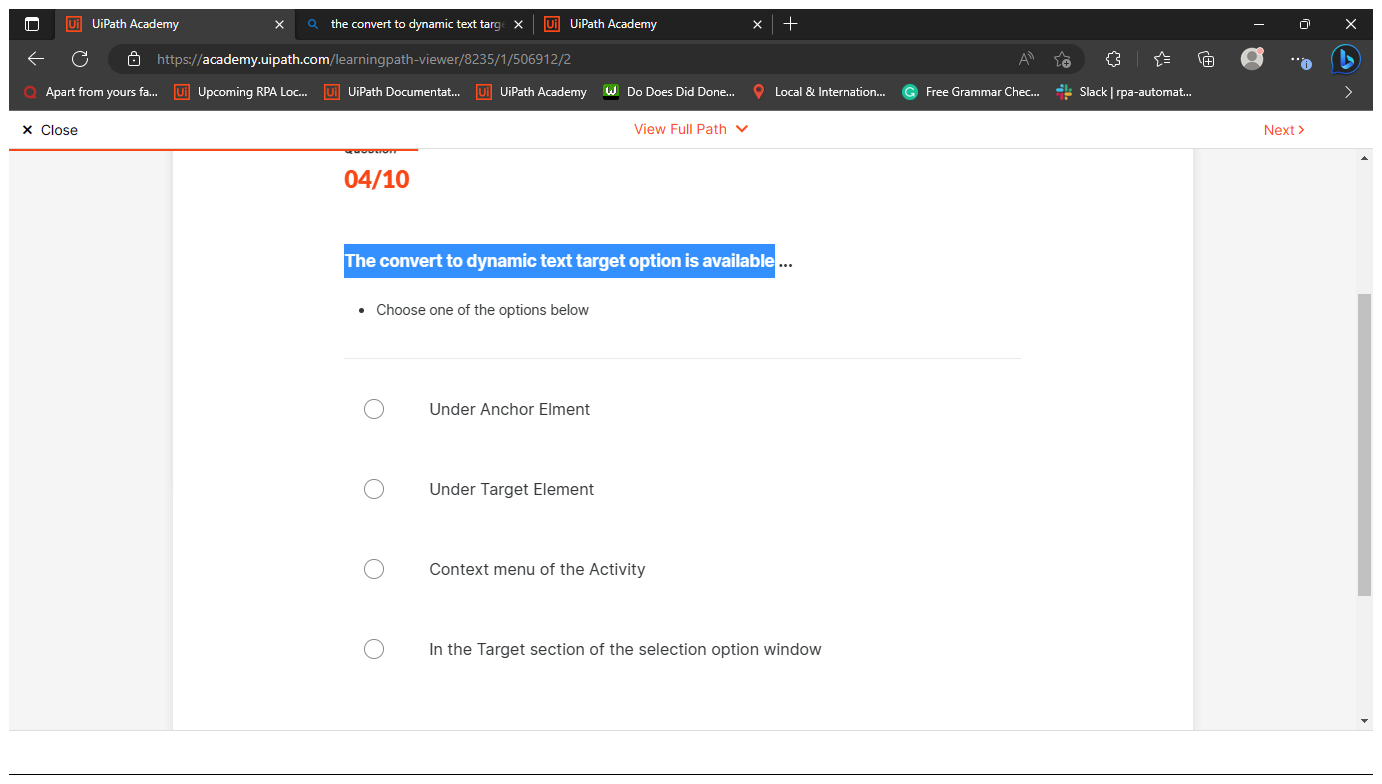 UiPath Academy
the convert to dynamic text targ
UiPath Academy
https://academy.uipath.com/learningpath-viewer/8235/1/506912/2
Apart from yours fa...
Upcoming RPA Loc...
UiPath Documentat...
UiPath Academy
Do Does Did Done...
Local & Internation...
Free Grammar Chec...
Slack | rpa-automat...
Close
View Full Path
Next
Question
04/10
The convert to dynamic text target option is available ...
Choose one of the options below
Under Anchor Elment
Under Target Element
Context menu of the Activity
In the Target section of the selection option window